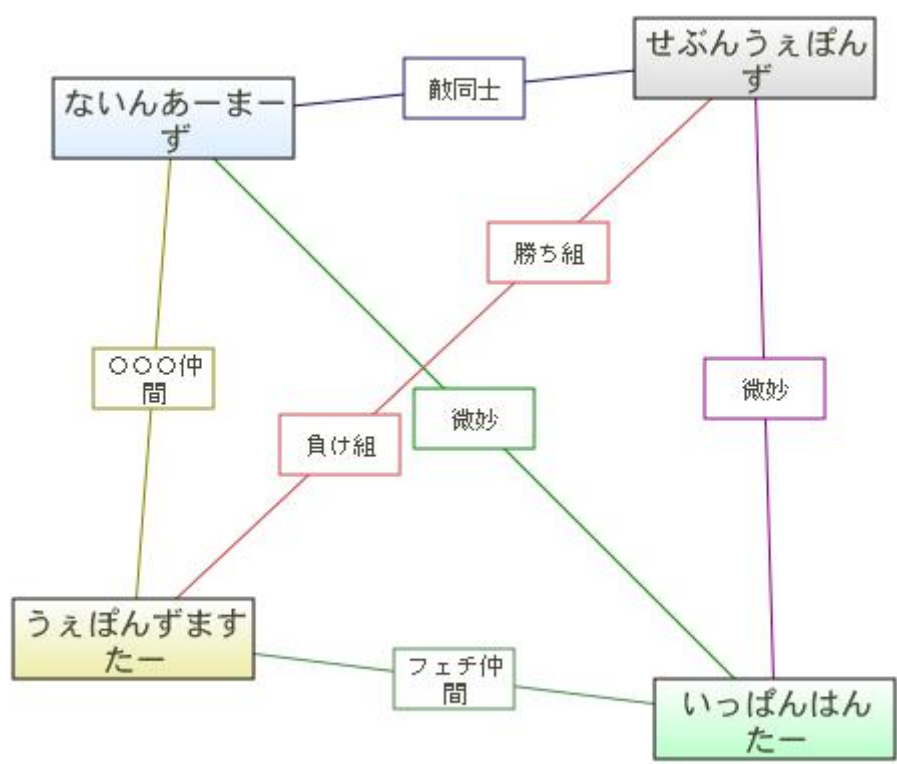 せぶんうぇぽん
ず
ないんあーまー
ず
敵同士
勝ち組
○○○仲
間
微妙
微妙
負け組
うぇぽんずます
たー
フェチ仲
間
いっぱんはん
たー